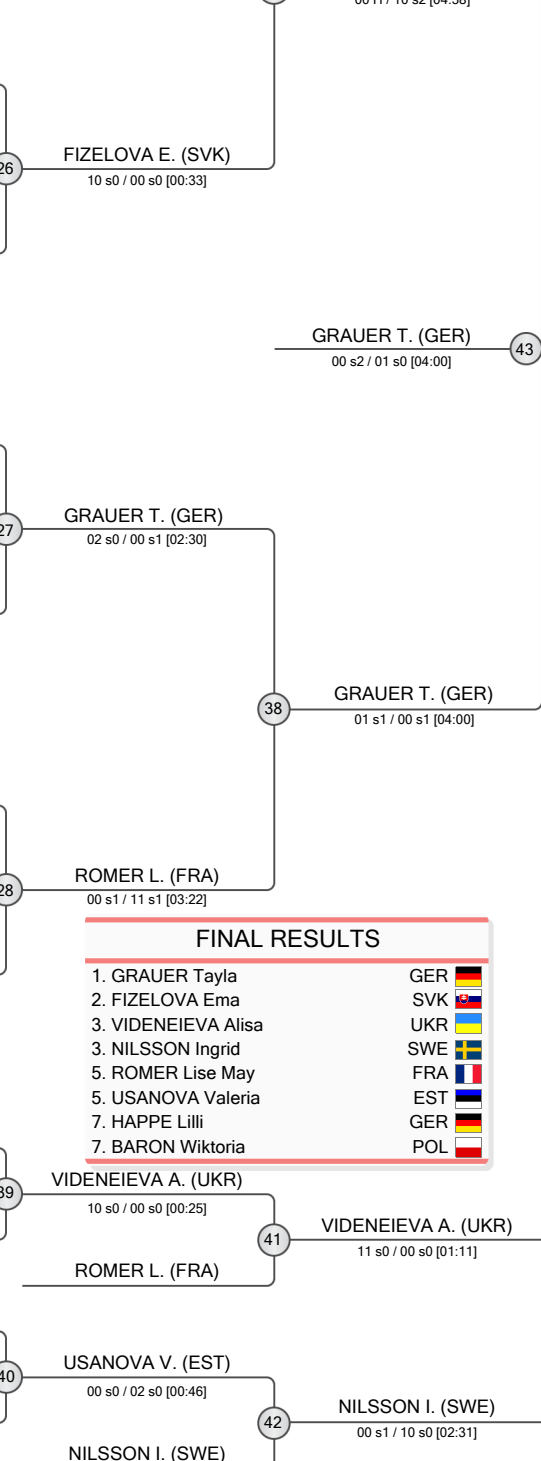 FIZELOVA E. (SVK)
26
10 s0 / 00 s0 [00:33]
GRAUER T. (GER)
43
00 s2 / 01 s0 [04:00]
GRAUER T. (GER)
27
02 s0 / 00 s1 [02:30]
GRAUER T. (GER)
38
01 s1 / 00 s1 [04:00]
ROMER L. (FRA)
28
00 s1 / 11 s1 [03:22]
FINAL RESULTS
1. GRAUER Tayla GER
2. FIZELOVA Ema SVK
3. VIDENEIEVA Alisa UKR
3. NILSSON Ingrid SWE
5. ROMER Lise May FRA
5. USANOVA Valeria EST
7. HAPPE Lilli GER
7. BARON Wiktoria POL
VIDENEIEVA A. (UKR)
39
10 s0 / 00 s0 [00:25]
VIDENEIEVA A. (UKR)
41
11 s0 / 00 s0 [01:11]
ROMER L. (FRA)
USANOVA V. (EST)
40
00 s0 / 02 s0 [00:46]
NILSSON I. (SWE)
42
00 s1 / 10 s0 [02:31]
NILSSON I. (SWE)